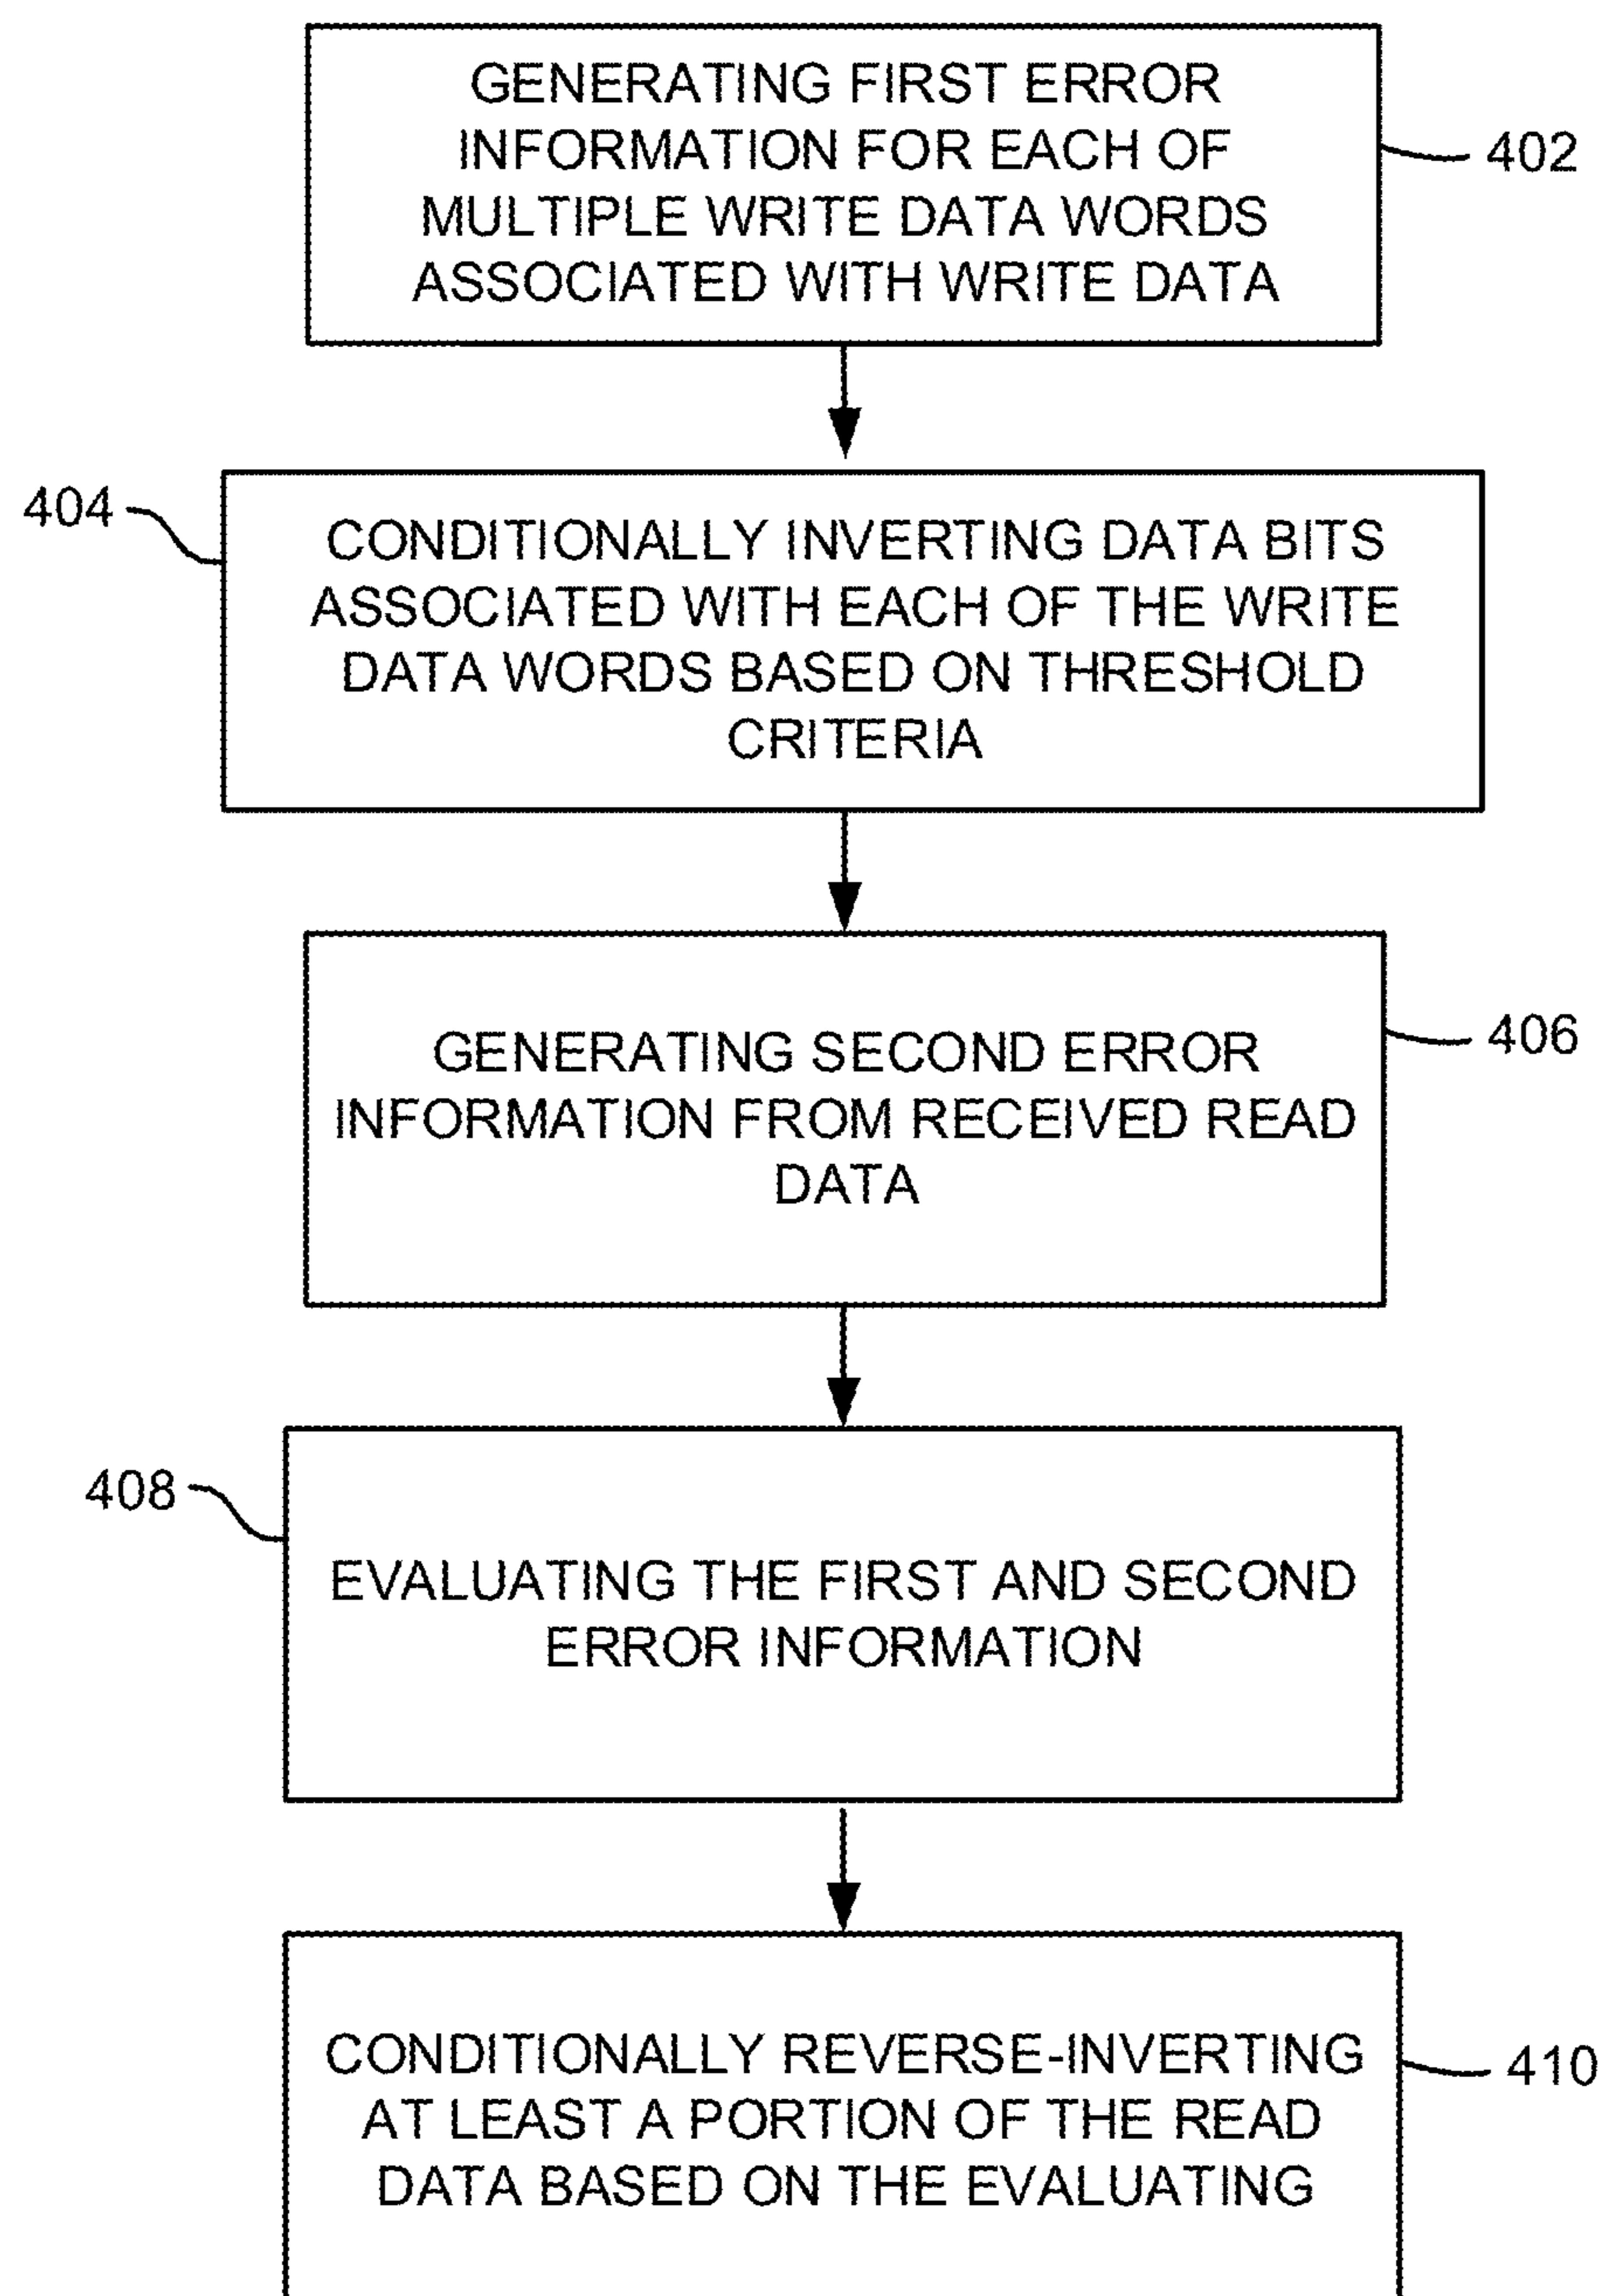 GENERATING FIRST ERROR
INFORMATION FOR EACH OF
MULTIPLE WRITE DATA WORDS
ASSOCIATED WITH WRITE DATA
402
404
CONDITIONALLY INVERTING DATA BITS
ASSOCIATED WITH EACH OF THE WRITE
DATA WORDS BASED ON THRESHOLD
CRITERIA
GENERATING SECOND ERROR
INFORMATION FROM RECEIVED READ
DATA
406
408
EVALUATING THE FIRST AND SECOND
ERROR INFORMATION
CONDITIONALLY REVERSE-INVERTING
AT LEAST A PORTION OF THE READ
DATA BASED ON THE EVALUATING
410